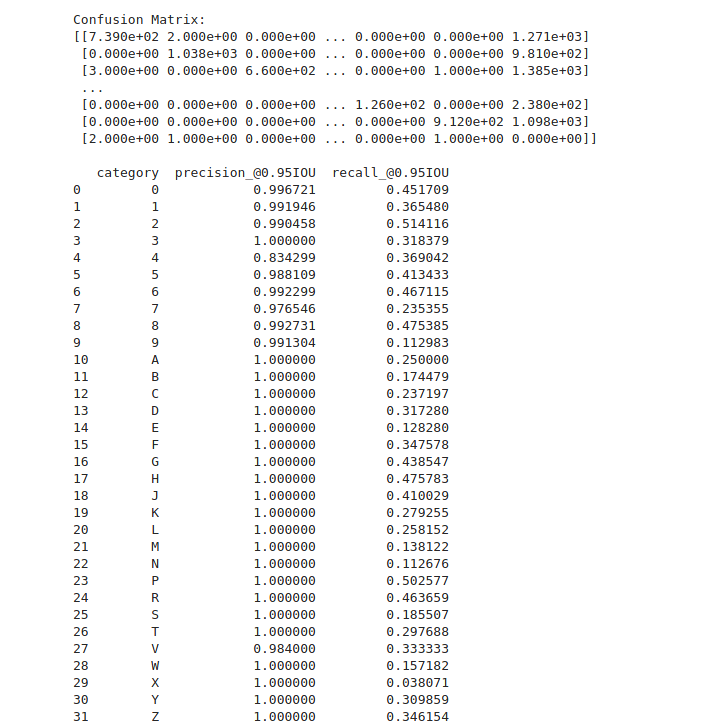 Confusion Matrix:
[[7.390e+02 2.000e+00 0.000e+00 ... 0.000e+00 0.000e+00 1.271e+03]
[0.000e+00 1.038e+03 0.000e+00 ... 0.000e+00 0.000e+00 9.810e+02]
[3.000e+00 0.000e+00 6.600e+02 ... 0.000e+00 1.000e+00 1.385e+03]
...
[0.000e+00 0.000e+00 0.000e+00 ... 1.260e+02 0.000e+00 2.380e+02]
[0.000e+00 0.000e+00 0.000e+00 ... 0.000e+00 9.120e+02 1.098e+03]
[2.000e+00 1.000e+00 0.000e+00 ... 0.000e+00 1.000e+00 0.000e+00]]
category precision_@0.95IOU recall_@0.95IOU
0 0 0.996721 0.451709
1 1 0.991946 0.365480
2 2 0.990458 0.514116
3 3 1.000000 0.318379
4 4 0.834299 0.369042
5 5 0.988109 0.413433
6 6 0.992299 0.467115
7 7 0.976546 0.235355
8 8 0.992731 0.475385
9 9 0.991304 0.112983
10 A 1.000000 0.250000
11 B 1.000000 0.174479
12 C 1.000000 0.237197
13 D 1.000000 0.317280
14 E 1.000000 0.128280
15 F 1.000000 0.347578
16 G 1.000000 0.438547
17 H 1.000000 0.475783
18 J 1.000000 0.410029
19 K 1.000000 0.279255
20 L 1.000000 0.258152
21 M 1.000000 0.138122
22 N 1.000000 0.112676
23 P 1.000000 0.502577
24 R 1.000000 0.463659
25 S 1.000000 0.185507
26 T 1.000000 0.297688
27 V 0.984000 0.333333
28 W 1.000000 0.157182
29 X 1.000000 0.038071
30 Y 1.000000 0.309859
31 Z 1.000000 0.346154